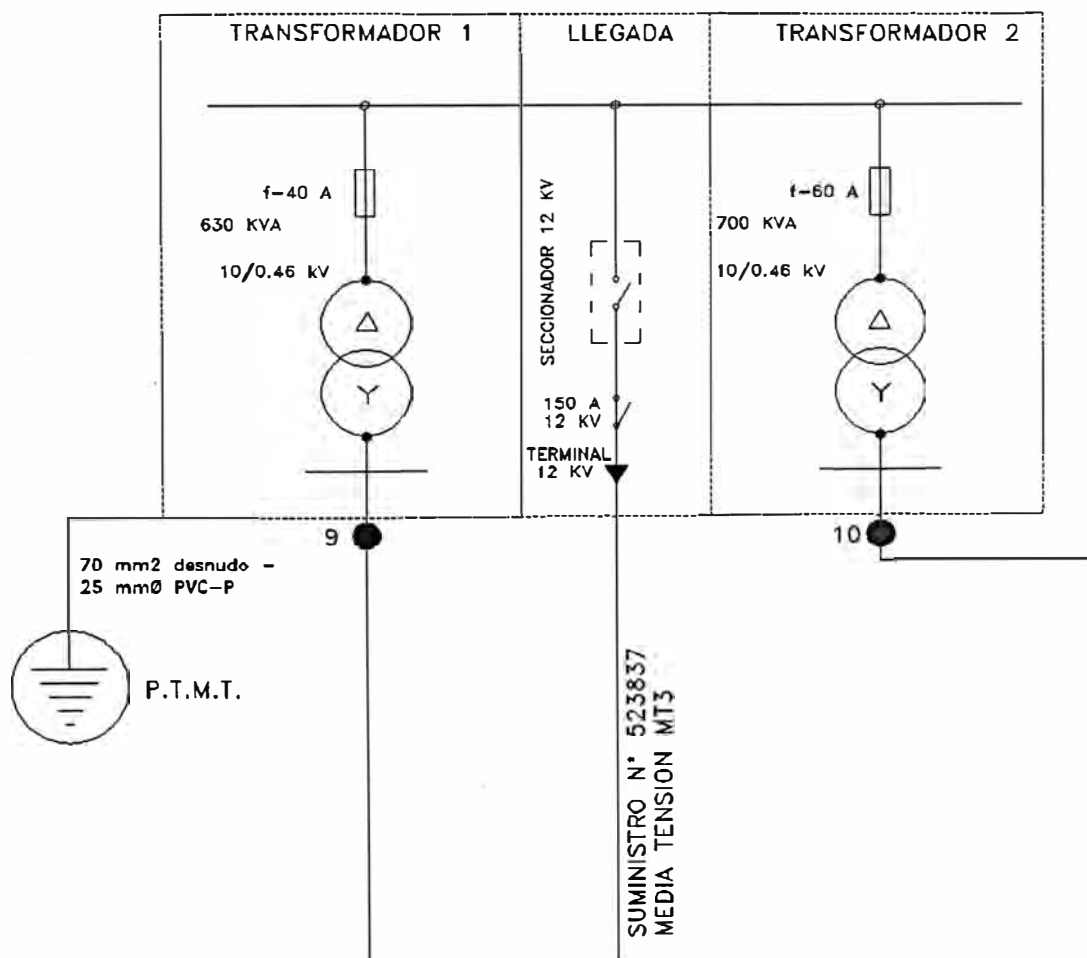 TRANSFORMADOR 1
LLEGADA
TRANSFORMADOR 2
f-40 A
630 KVA
10/0.46 kV
SECCIONADOR 12 KV
f-60 A
700 KVA
10/0.46 kV
150 A
12 KV
TERMINAL
12 KV
9
10
70 mm2 desnudo -
25 mmØ PVC-P
P.T.M.T.
SUMINISTRO N° 523837
MEDIA TENSION MT3